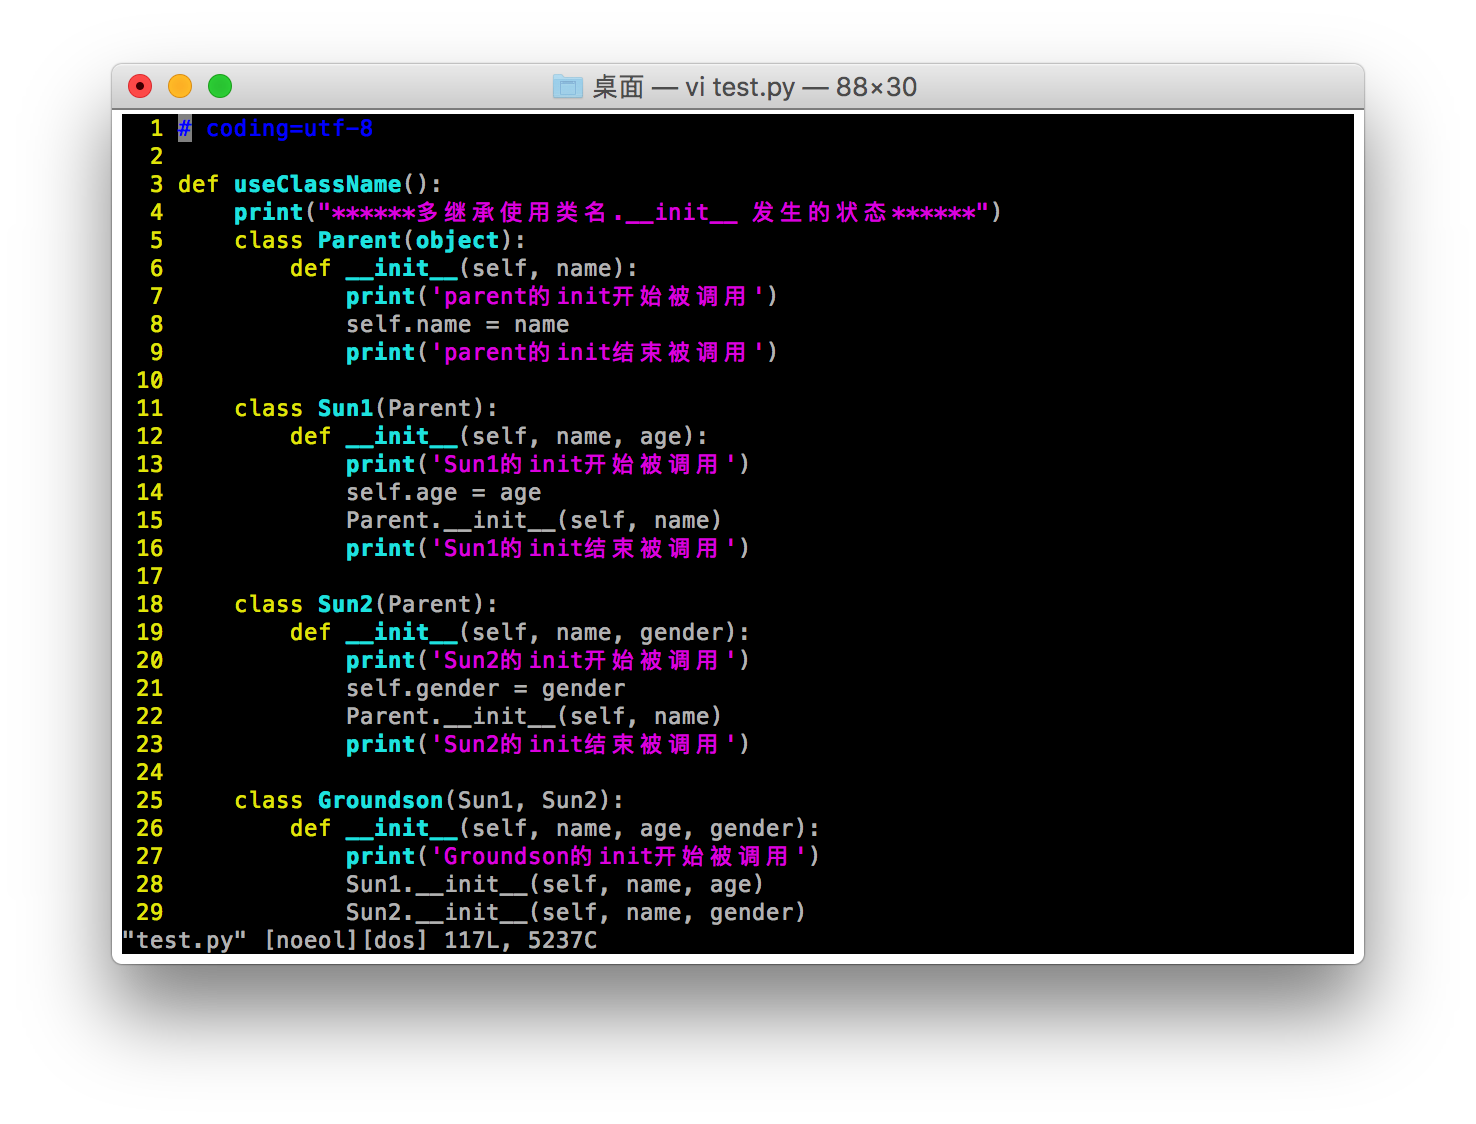 桌面 — vi test.py — 88×30
1 # coding=utf-8
2
3 def useClassName():
4     print("******多继承使用类名.__init__ 发生的状态******")
5     class Parent(object):
6         def __init__(self, name):
7             print('parent的init开始被调用')
8             self.name = name
9             print('parent的init结束被调用')
10
11     class Sun1(Parent):
12         def __init__(self, name, age):
13             print('Sun1的init开始被调用')
14             self.age = age
15             Parent.__init__(self, name)
16             print('Sun1的init结束被调用')
17
18     class Sun2(Parent):
19         def __init__(self, name, gender):
20             print('Sun2的init开始被调用')
21             self.gender = gender
22             Parent.__init__(self, name)
23             print('Sun2的init结束被调用')
24
25     class Groundson(Sun1, Sun2):
26         def __init__(self, name, age, gender):
27             print('Groundson的init开始被调用')
28             Sun1.__init__(self, name, age)
29             Sun2.__init__(self, name, gender)
"test.py" [noeol][dos] 117L, 5237C